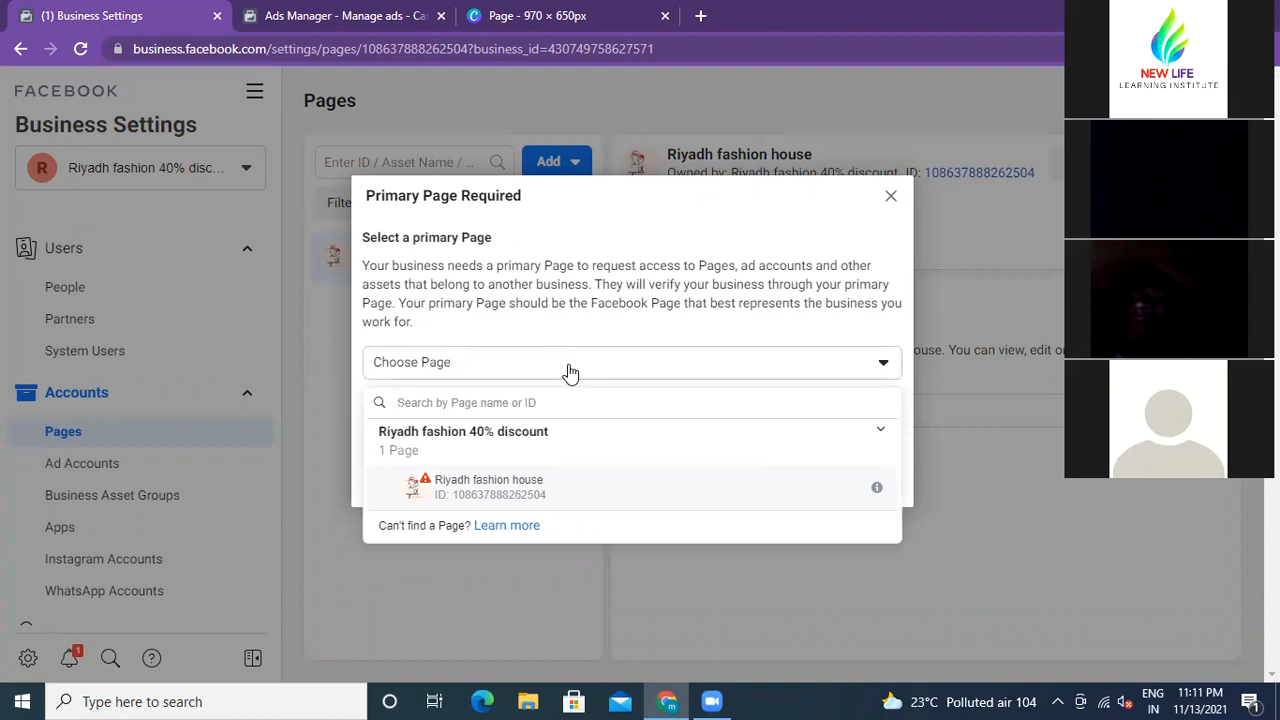 (1) Business Settings
Ads Manager - Manage ads - Ca
Page - 970 × 650px
business.facebook.com/settings/pages/108637888262504?business_id=430749758627571
FACEBOOK
Business Settings
R
Riyadh fashion 40% disc...
Users
People
Partners
System Users
Accounts
Pages
Ad Accounts
Business Asset Groups
Apps
Instagram Accounts
WhatsApp Accounts
1
Pages
Enter ID / Asset Name / ...
Add
Filte
Riyadh fashion house
Owned by: Riyadh fashion 40% discount. ID: 108637888262504
ouse. You can view, edit or
Primary Page Required
Select a primary Page
Your business needs a primary Page to request access to Pages, ad accounts and other
assets that belong to another business. They will verify your business through your primary
Page. Your primary Page should be the Facebook Page that best represents the business you
work for.
Choose Page
Search by Page name or ID
Riyadh fashion 40% discount
1 Page
Riyadh fashion house
ID: 108637888262504
Can't find a Page? Learn more
NEW LIFE
LEARNING INSTITUTE
Type here to search
23°C Polluted air 104
ENG
IN
11:11 PM
11/13/2021
1